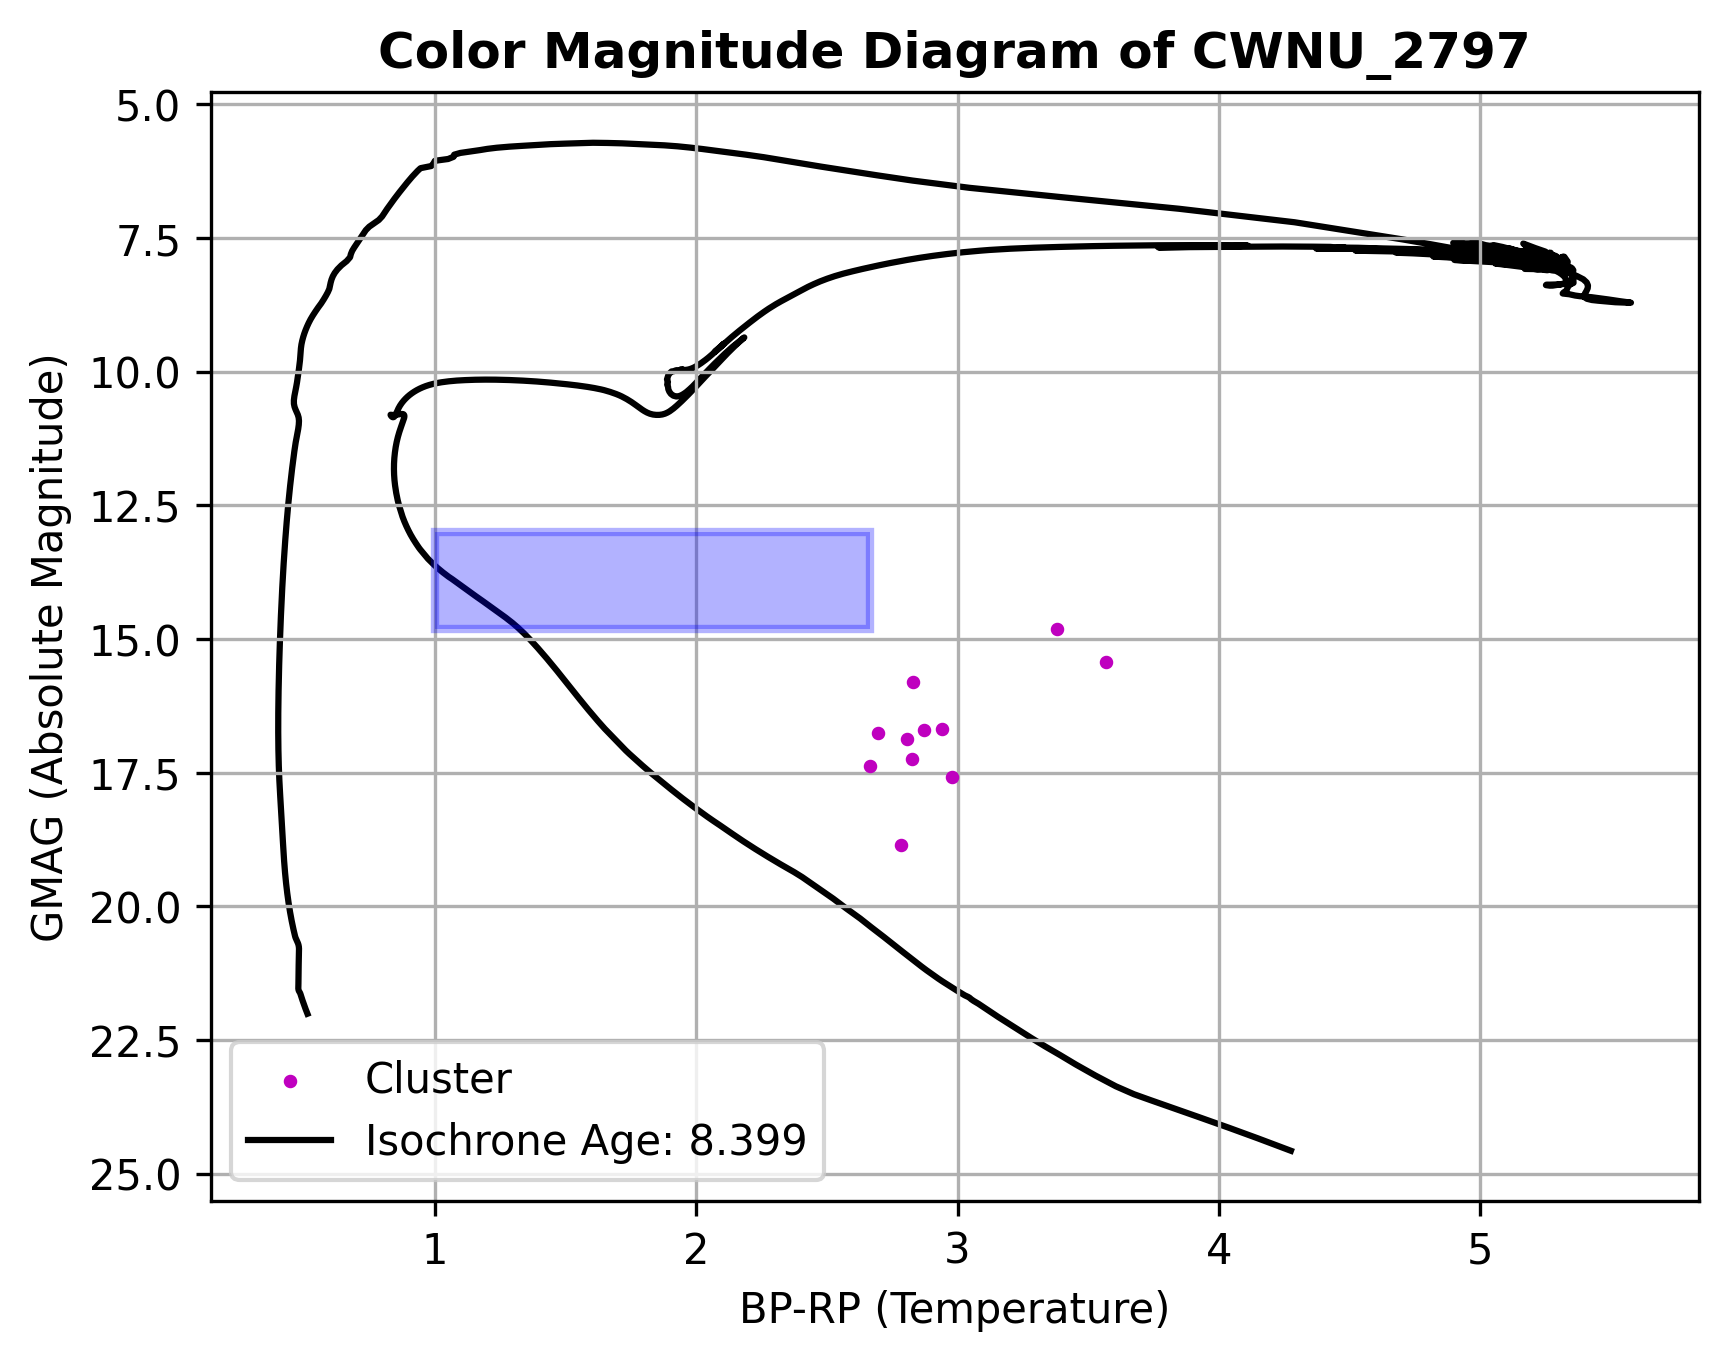 Color Magnitude Diagram of CWNU_2797
GMAG (Absolute Magnitude)
5.0
7.5
10.0
12.5
15.0
17.5
20.0
22.5
25.0
Cluster
Isochrone Age: 8.399
1 2 3 4 5
BP-RP (Temperature)